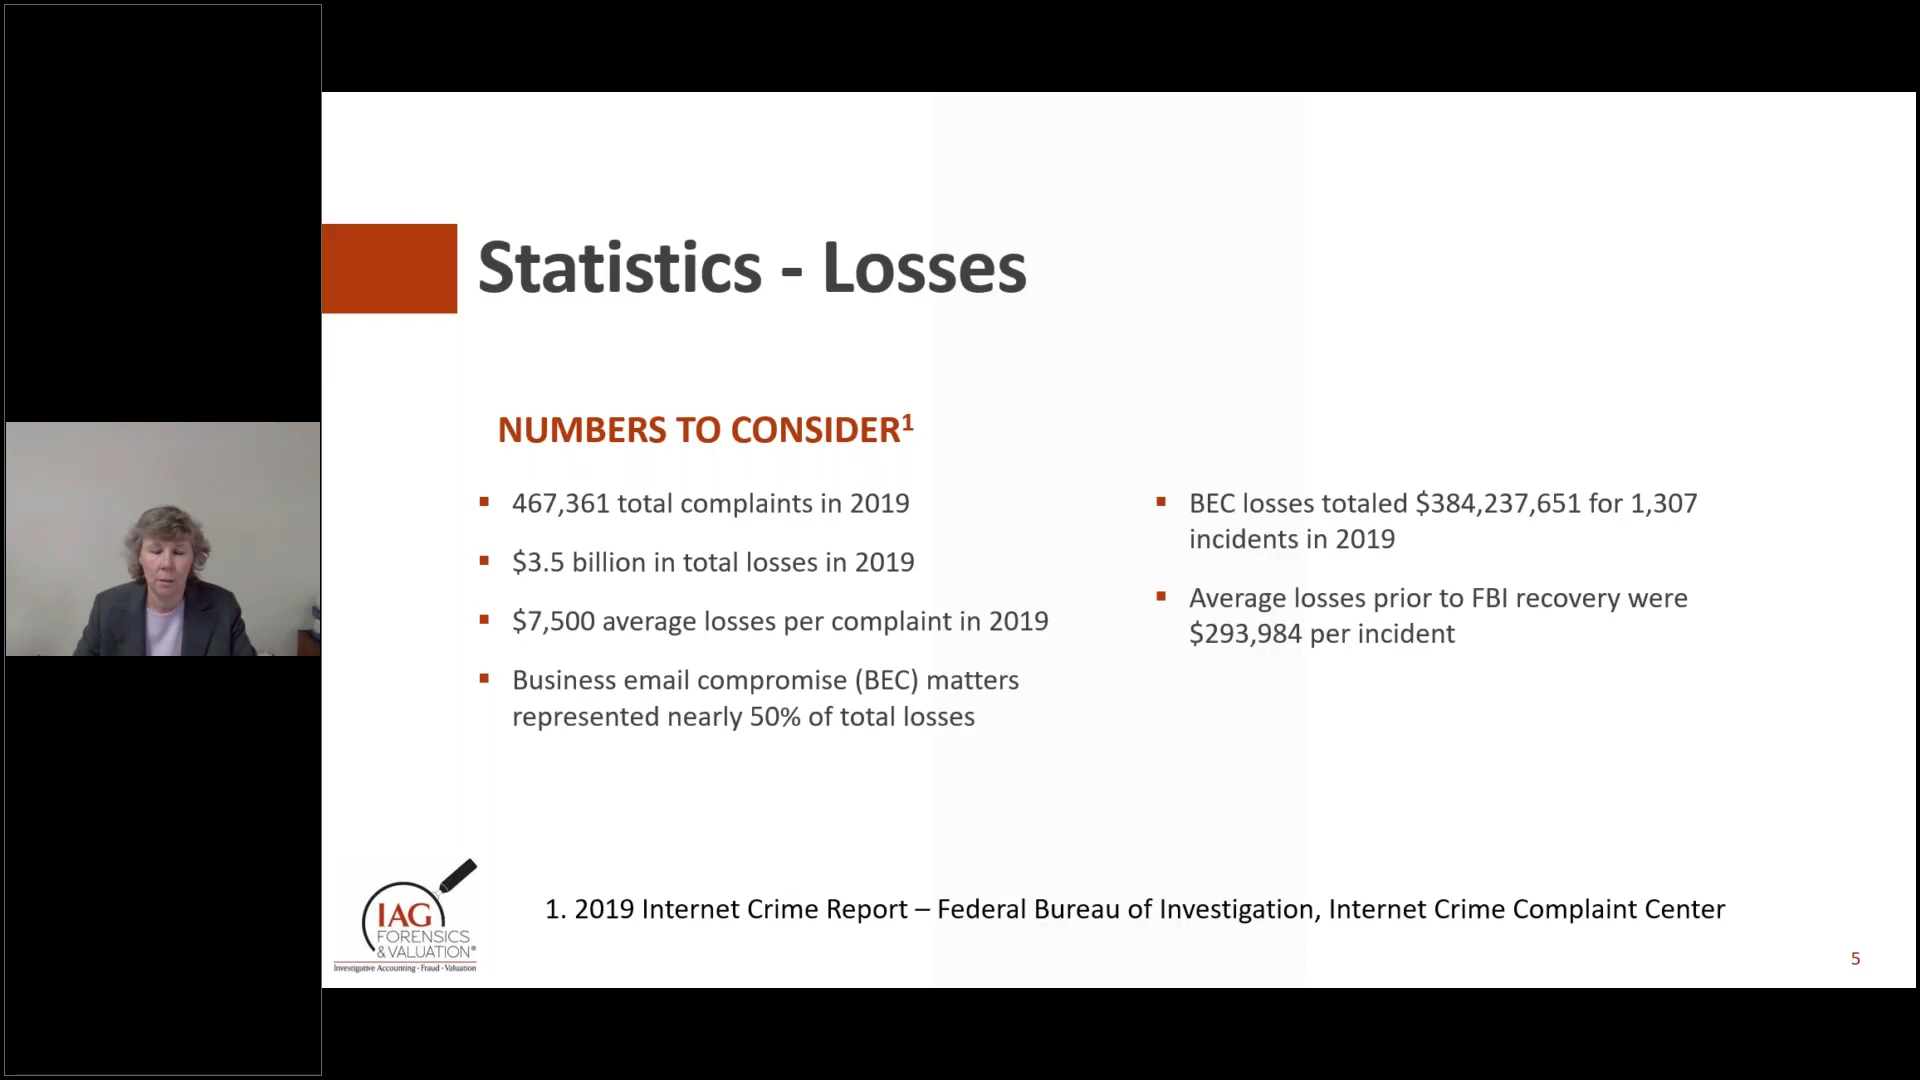 Statistics - Losses
NUMBERS TO CONSIDER¹
▪ 467,361 total complaints in 2019
▪ $3.5 billion in total losses in 2019
▪ $7,500 average losses per complaint in 2019
▪ Business email compromise (BEC) matters
represented nearly 50% of total losses
▪ BEC losses totaled $384,237,651 for 1,307
incidents in 2019
▪ Average losses prior to FBI recovery were
$293,984 per incident
IAG
FORENSICS
& VALUATION®
Investigative Accounting · Fraud · Valuation
1. 2019 Internet Crime Report – Federal Bureau of Investigation, Internet Crime Complaint Center
5